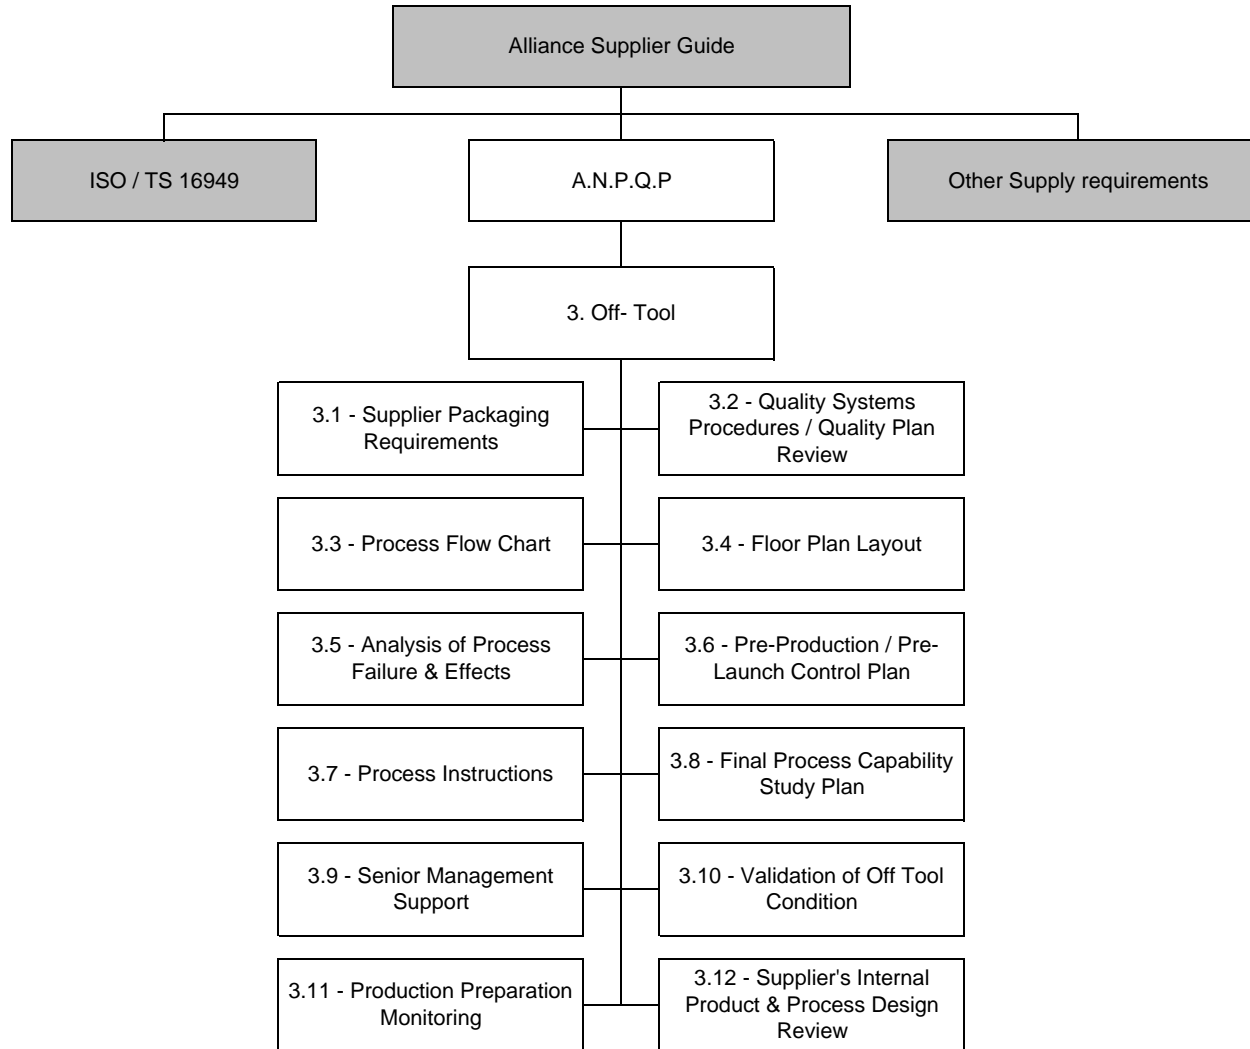 Alliance Supplier Guide
ISO / TS 16949
A.N.P.Q.P
Other Supply requirements
3. Off- Tool
3.1 - Supplier Packaging
Requirements
3.2 - Quality Systems
Procedures / Quality Plan
Review
3.3 - Process Flow Chart
3.4 - Floor Plan Layout
3.5 - Analysis of Process
Failure & Effects
3.6 - Pre-Production / Pre-
Launch Control Plan
3.7 - Process Instructions
3.8 - Final Process Capability
Study Plan
3.9 - Senior Management
Support
3.10 - Validation of Off Tool
Condition
3.11 - Production Preparation
Monitoring
3.12 - Supplier's Internal
Product & Process Design
Review